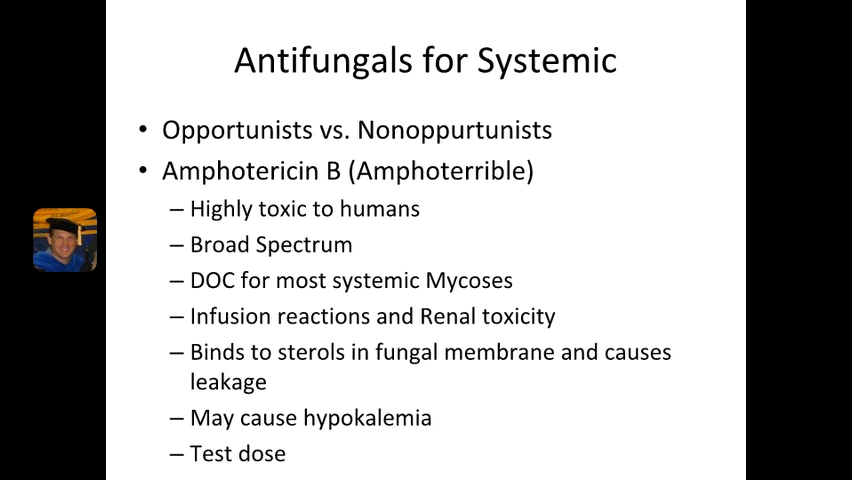 Antifungals for Systemic
• Opportunists vs. Nonoppurtunists
• Amphotericin B (Amphoterrible)
– Highly toxic to humans
– Broad Spectrum
– DOC for most systemic Mycoses
– Infusion reactions and Renal toxicity
– Binds to sterols in fungal membrane and causes
leakage
– May cause hypokalemia
– Test dose